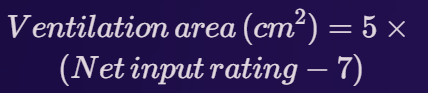 Ventilation area (cm²) = 5 ×
(Net input rating − 7)